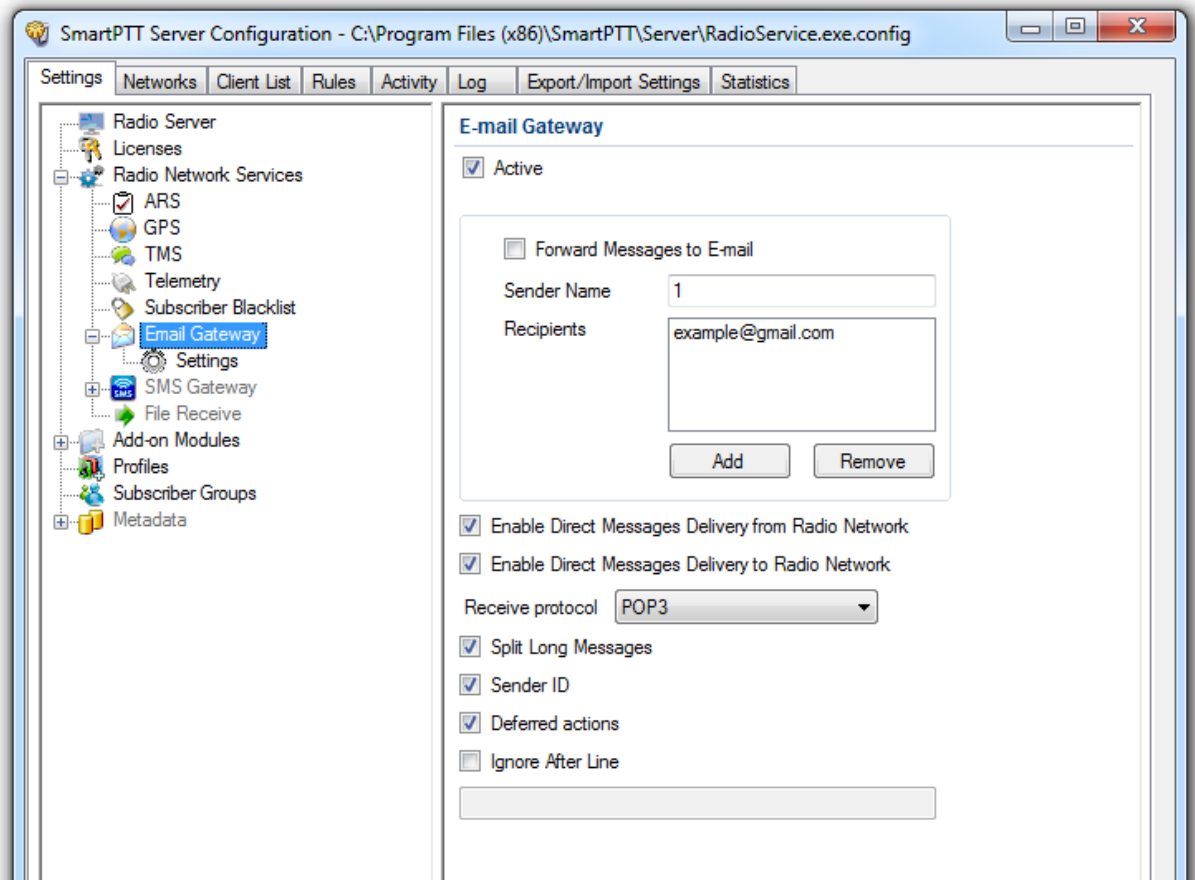 SmartPTT Server Configuration - C:\Program Files (x86)\SmartPTT\Server\RadioService.exe.config
Settings Networks Client List Rules Activity Log Export/Import Settings Statistics
Radio Server
Licenses
Radio Network Services
ARS
GPS
TMS
Telemetry
Subscriber Blacklist
Email Gateway
Settings
SMS
SMS Gateway
File Receive
Add-on Modules
Profiles
Subscriber Groups
Metadata
E-mail Gateway
Active
Forward Messages to E-mail
Sender Name 1
Recipients example@gmail.com
Add Remove
Enable Direct Messages Delivery from Radio Network
Enable Direct Messages Delivery to Radio Network
Receive protocol POP3
Split Long Messages
Sender ID
Deferred actions
Ignore After Line